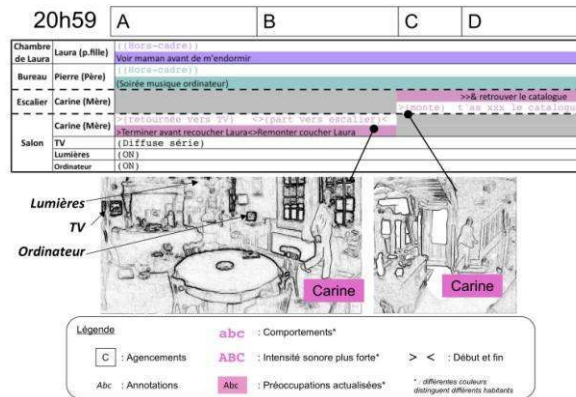 20h59 A B C D
Chambre de Laura Laura (p.fille) ((Hors-cadre))
Voir maman avant de m'endormir
Bureau Pierre (Père) ((Hors-cadre))
(Soirée musique ordinateur)
Escalier Carine (Mère) >>& retrouver le catalogue
>(monte) t'as xxx le catalogue
Salon Carine (Mère) >(retournée vers TV) <>(part vers escalier)<
>Terminer avant recoucher Laura<>Remonter coucher Laura
TV (Diffuse série)
Lumières (ON)
Ordinateur (ON)
Lumières
TV
Ordinateur
Carine
Carine
Légende
abc : Comportements*
C : Agencements
ABC : Intensité sonore plus forte*
> < : Début et fin
Abc : Annotations
Abc : Préoccupations actualisées*
* : différentes couleurs
distinguent différents habitants